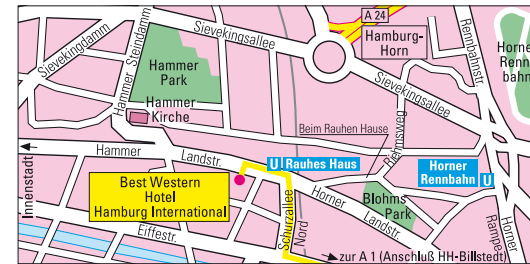 A 24
Hamburg-
Horn
Sievekingsallee
Sievekingdamm
Hammer Steindamm
Hammer
Park
Hammer
Kirche
Rennbahnstr.
Horner
Renn
bahn
Sievekingsallee
Beim Rauhen Hause
Rehmsweg
Hammer Landstr.
U Rauhes Haus
Horner
Rennbahn U
Innenstadt
Best Western
Hotel
Hamburg International
Horner Landstr.
Blohms
Park
Schurzallee
Nord
Eiffestr.
Horner Rampe
zur A 1 (Anschluß HH-Billstedt)